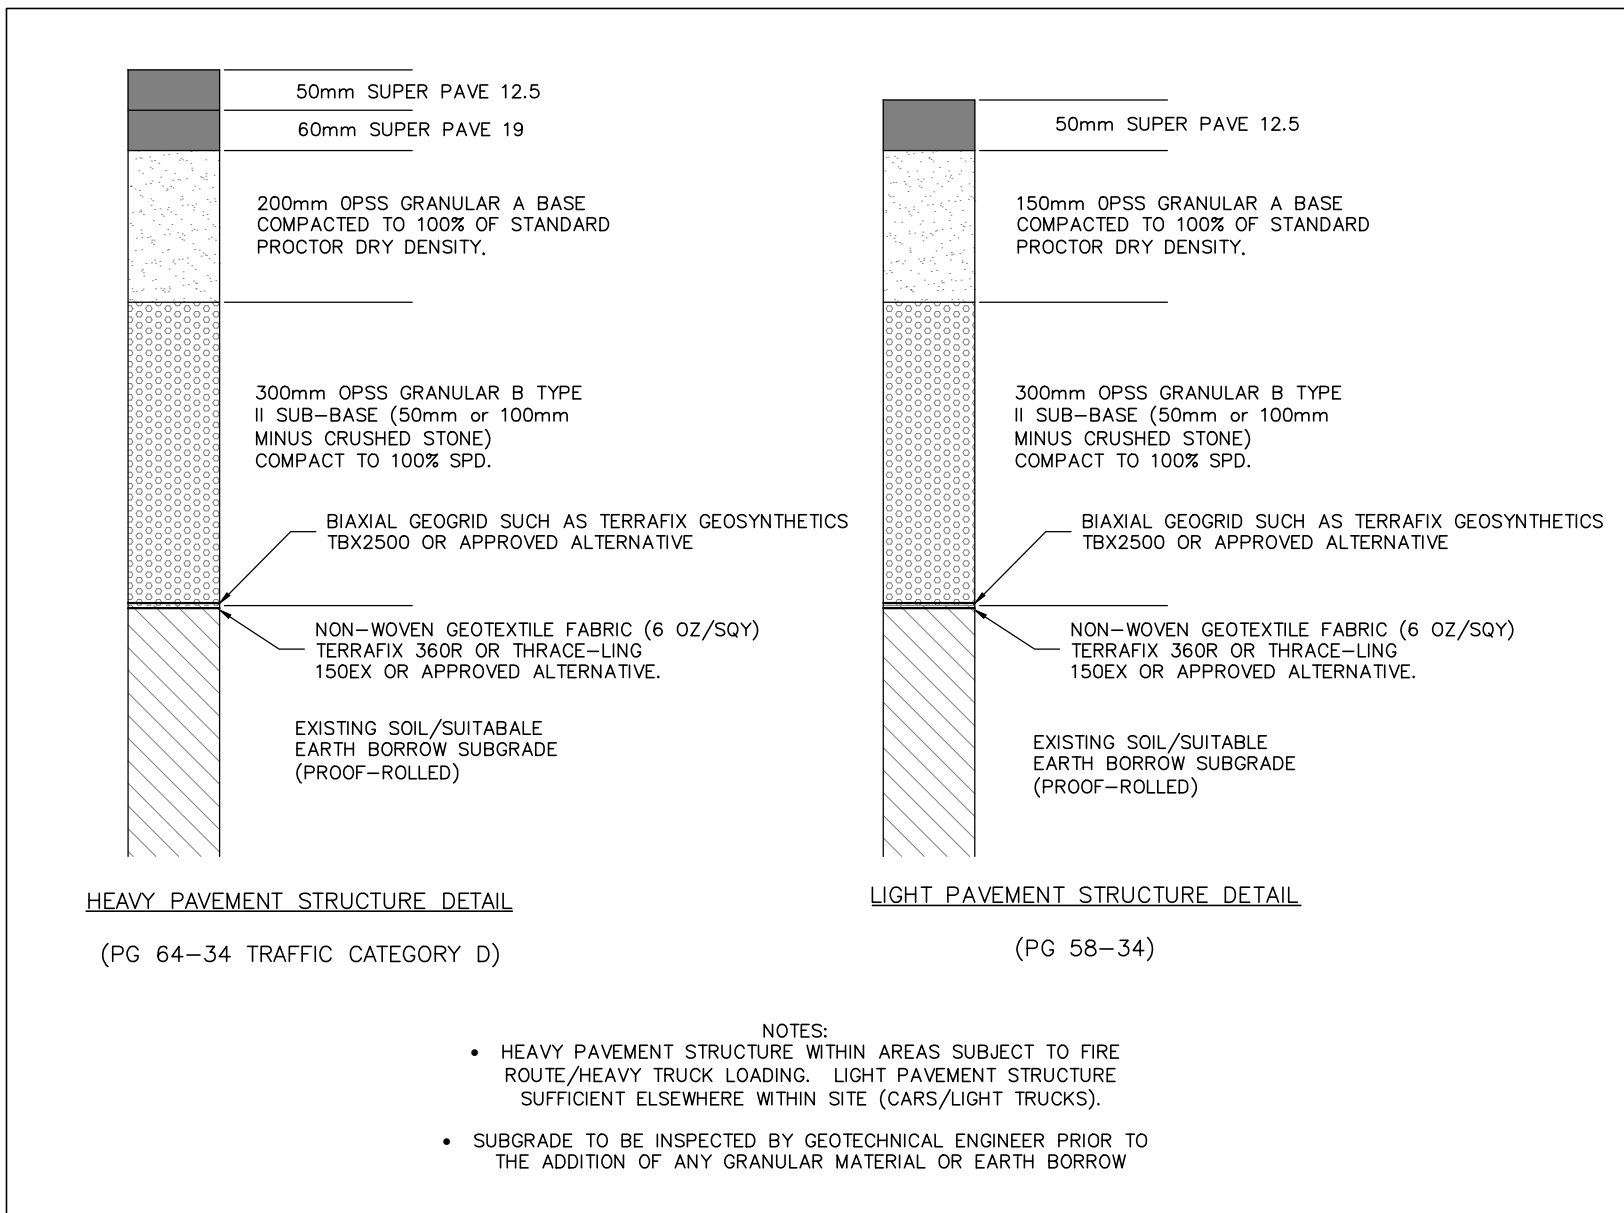 50mm SUPER PAVE 12.5
60mm SUPER PAVE 19
200mm OPSS GRANULAR A BASE
COMPACTED TO 100% OF STANDARD
PROCTOR DRY DENSITY.
300mm OPSS GRANULAR B TYPE
II SUB-BASE (50mm or 100mm
MINUS CRUSHED STONE)
COMPACT TO 100% SPD.
BIAXIAL GEOGRID SUCH AS TERRAFIX GEOSYNTHETICS
TBX2500 OR APPROVED ALTERNATIVE
NON-WOVEN GEOTEXTILE FABRIC (6 OZ/SQY)
TERRAFIX 360R OR THRACE-LING
150EX OR APPROVED ALTERNATIVE.
EXISTING SOIL/SUITABALE
EARTH BORROW SUBGRADE
(PROOF-ROLLED)
HEAVY PAVEMENT STRUCTURE DETAIL
(PG 64-34 TRAFFIC CATEGORY D)
50mm SUPER PAVE 12.5
150mm OPSS GRANULAR A BASE
COMPACTED TO 100% OF STANDARD
PROCTOR DRY DENSITY.
300mm OPSS GRANULAR B TYPE
II SUB-BASE (50mm or 100mm
MINUS CRUSHED STONE)
COMPACT TO 100% SPD.
BIAXIAL GEOGRID SUCH AS TERRAFIX GEOSYNTHETICS
TBX2500 OR APPROVED ALTERNATIVE
NON-WOVEN GEOTEXTILE FABRIC (6 OZ/SQY)
TERRAFIX 360R OR THRACE-LING
150EX OR APPROVED ALTERNATIVE.
EXISTING SOIL/SUITABLE
EARTH BORROW SUBGRADE
(PROOF-ROLLED)
LIGHT PAVEMENT STRUCTURE DETAIL
(PG 58-34)
NOTES:
• HEAVY PAVEMENT STRUCTURE WITHIN AREAS SUBJECT TO FIRE
ROUTE/HEAVY TRUCK LOADING. LIGHT PAVEMENT STRUCTURE
SUFFICIENT ELSEWHERE WITHIN SITE (CARS/LIGHT TRUCKS).
• SUBGRADE TO BE INSPECTED BY GEOTECHNICAL ENGINEER PRIOR TO
THE ADDITION OF ANY GRANULAR MATERIAL OR EARTH BORROW